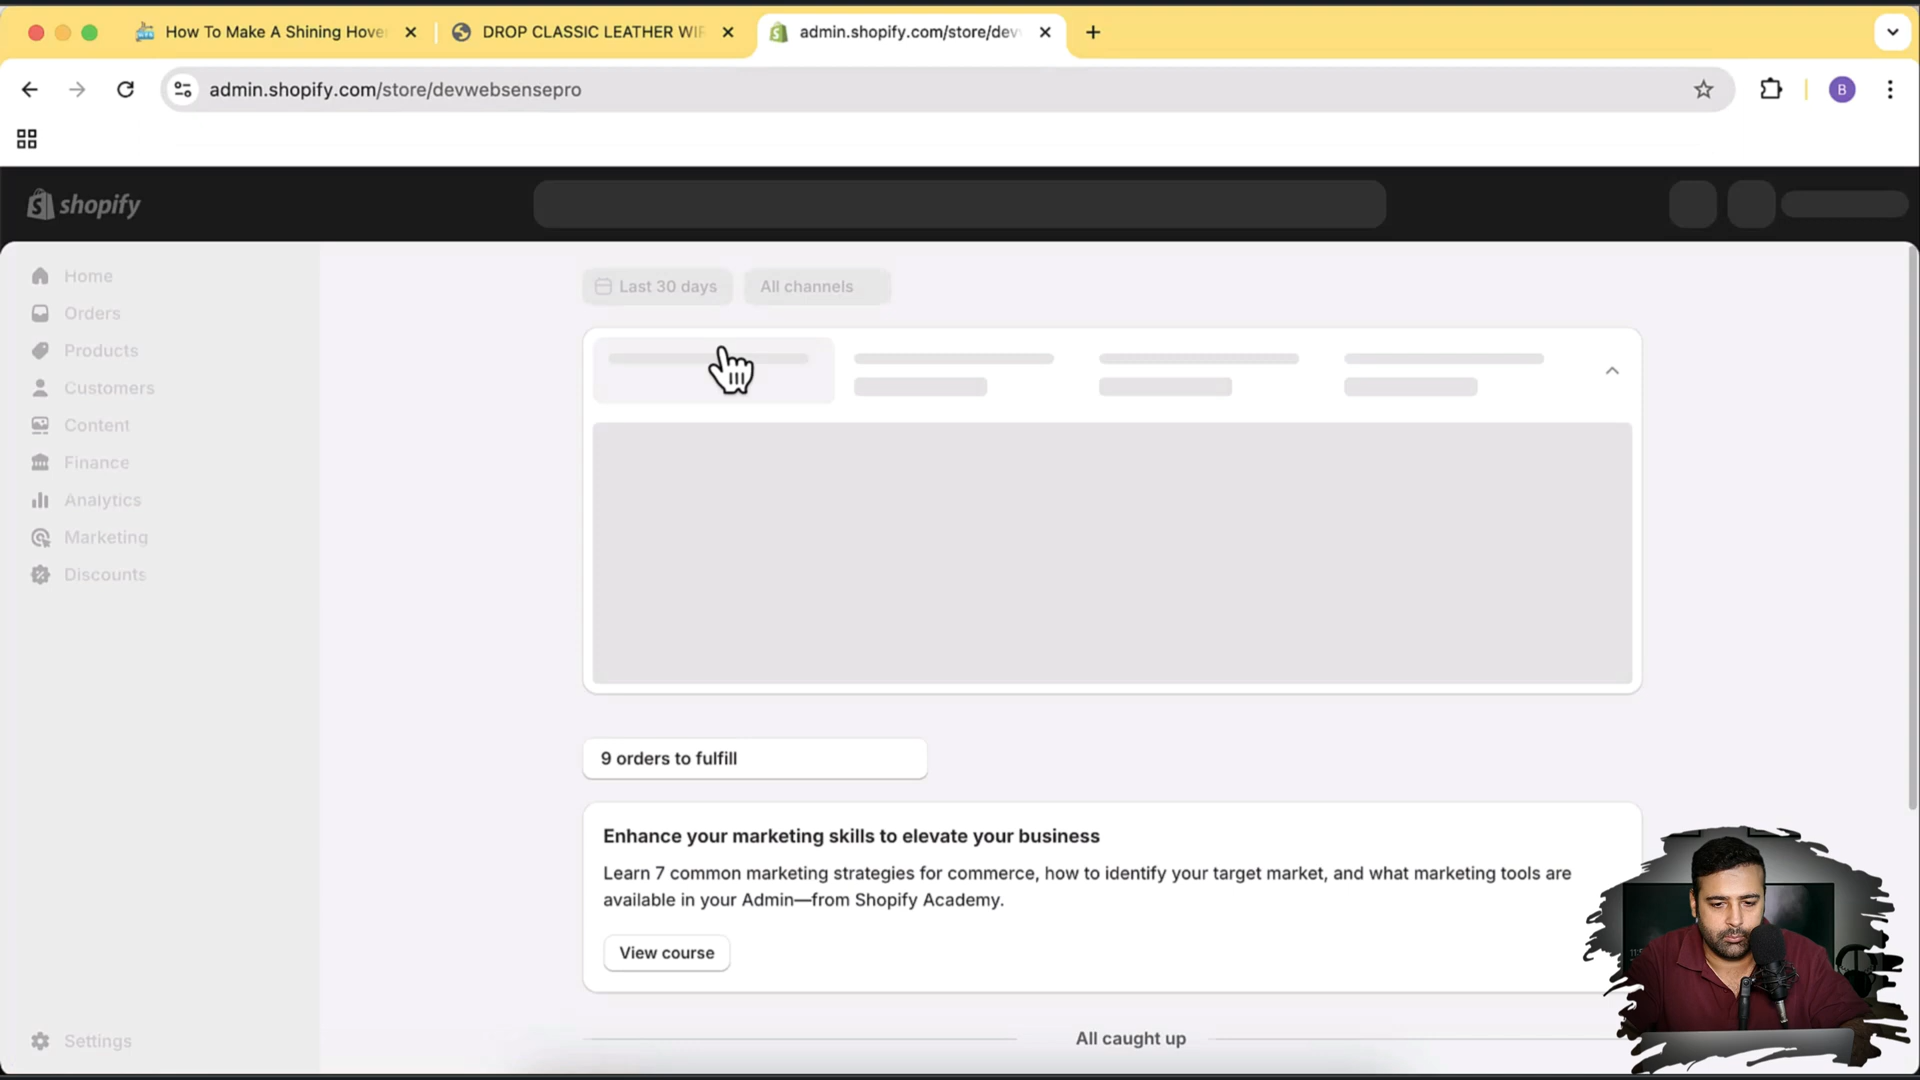 How To Make A Shining Hove
DROP CLASSIC LEATHER WIF
admin.shopify.com/store/dev
admin.shopify.com/store/devwebsensepro
B
shopify
Home
Orders
Products
Customers
Content
Finance
Analytics
Marketing
Discounts
Settings
Last 30 days
All channels
9 orders to fulfill
Enhance your marketing skills to elevate your business
Learn 7 common marketing strategies for commerce, how to identify your target market, and what marketing tools are
available in your Admin—from Shopify Academy.
View course
All caught up